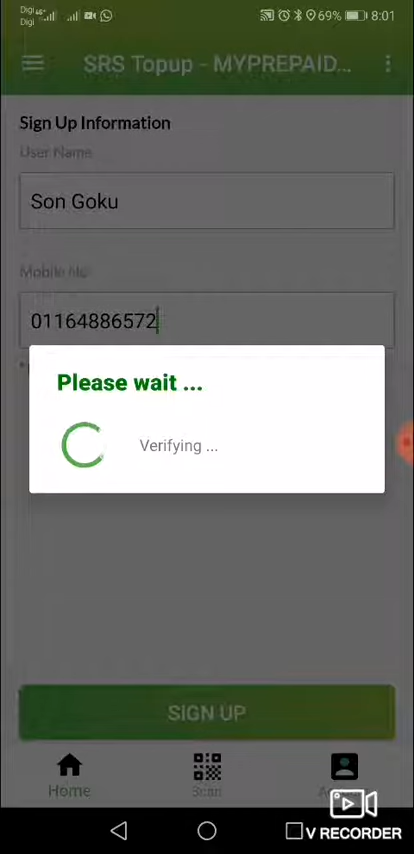 Digi 4G
Digi
69% 8:01
SRS Topup - MYPREPAID...
Sign Up Information
User Name
Son Goku
Mobile No
01164886572
*
Please wait ...
Verifying ...
SIGN UP
Home
Scan
V RECORDER